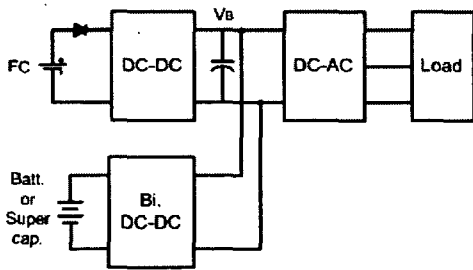 VB
FC
DC-DC
DC-AC
Load
Batt.
or
Super
cap.
Bi.
DC-DC